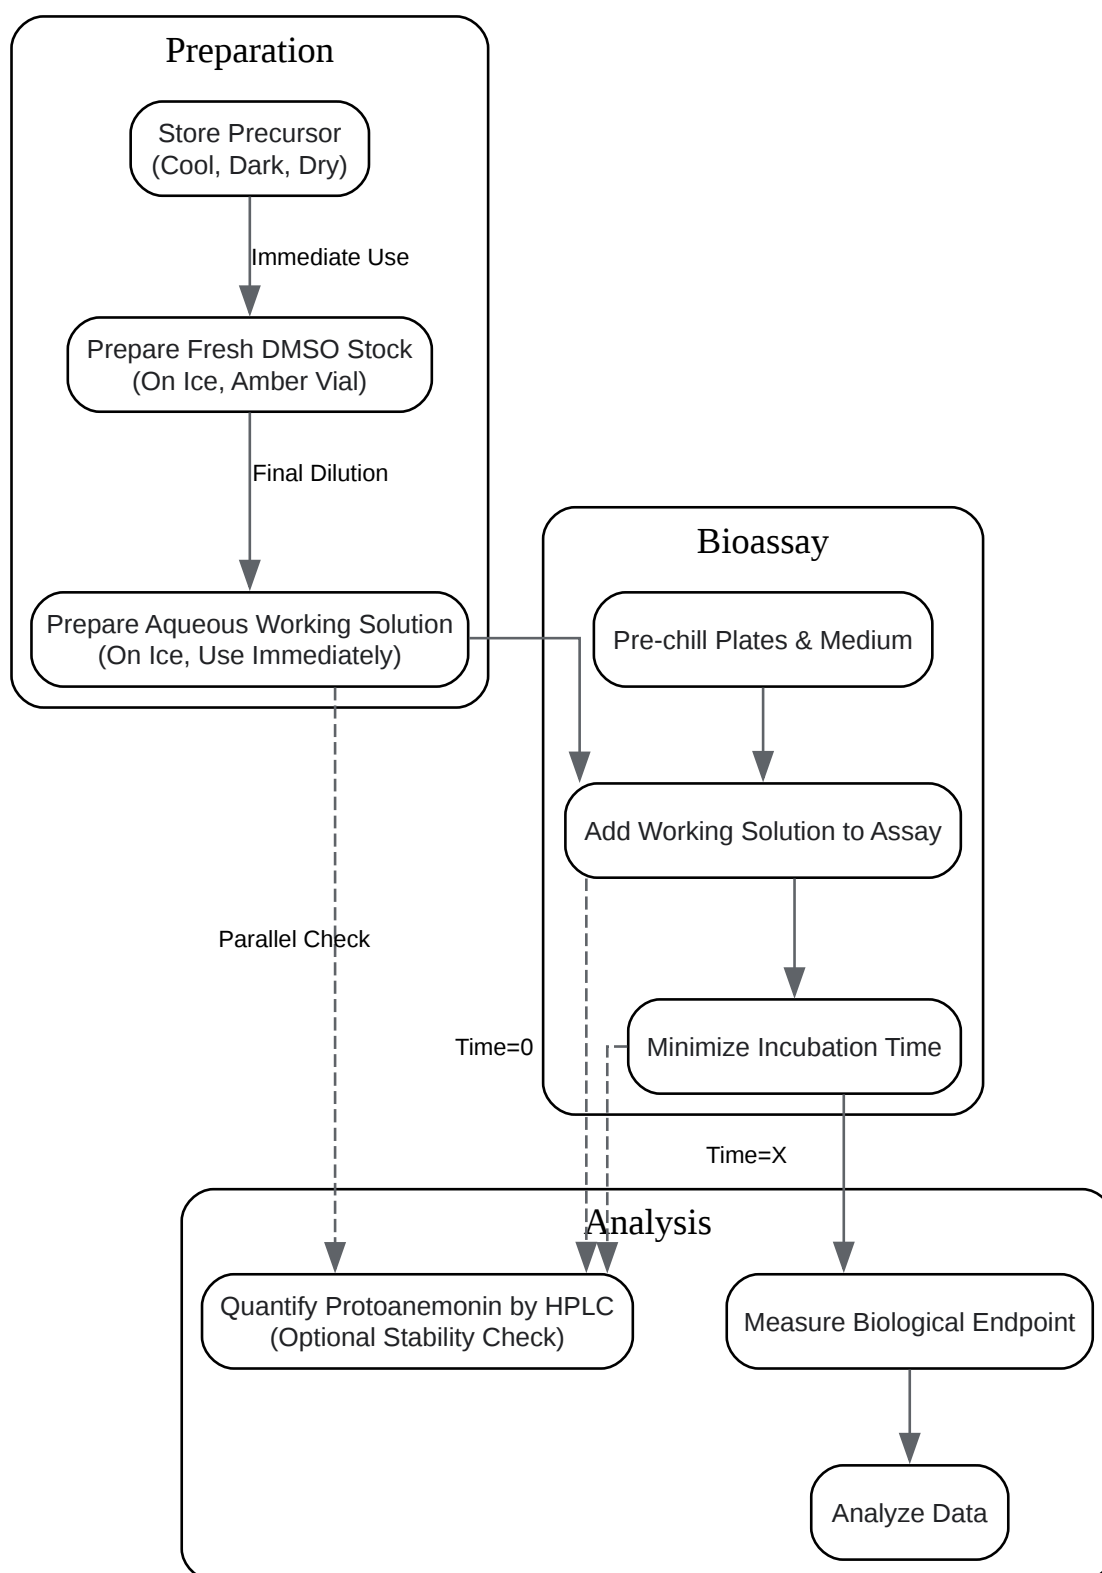 Preparation
Store Precursor
(Cool, Dark, Dry)
Immediate Use
Prepare Fresh DMSO Stock
(On Ice, Amber Vial)
Final Dilution
Prepare Aqueous Working Solution
(On Ice, Use Immediately)
Bioassay
Pre-chill Plates & Medium
Add Working Solution to Assay
Parallel Check
Minimize Incubation Time
Time=0
Time=X
Analysis
Quantify Protoanemonin by HPLC
(Optional Stability Check)
Measure Biological Endpoint
Analyze Data